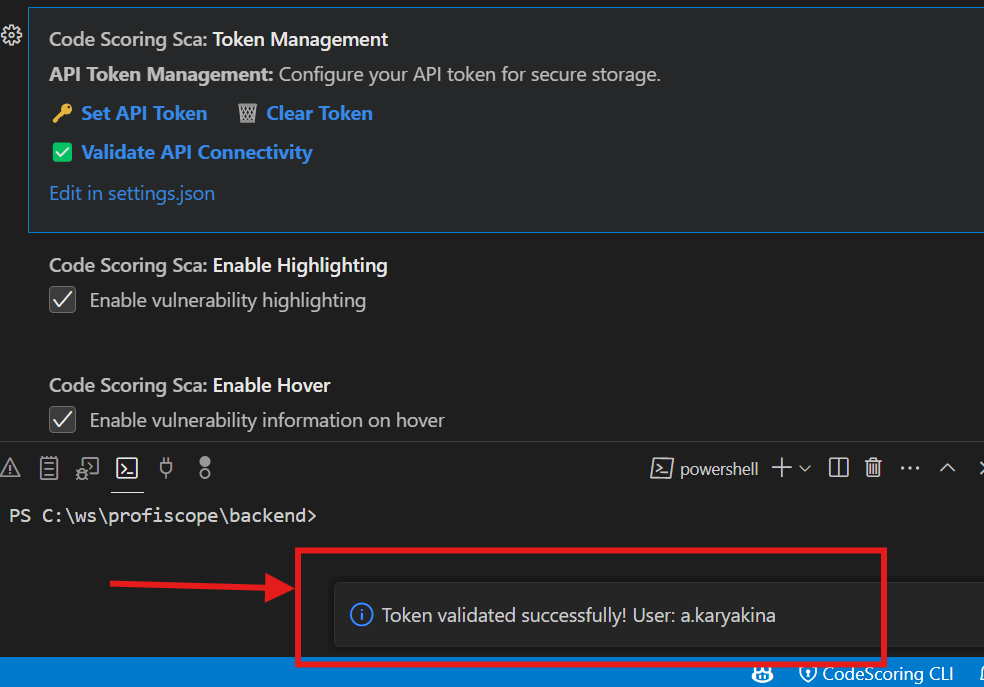 Code Scoring Sca: Token Management
API Token Management: Configure your API token for secure storage.
Set API Token Clear Token
Validate API Connectivity
Edit in settings.json
Code Scoring Sca: Enable Highlighting
Enable vulnerability highlighting
Code Scoring Sca: Enable Hover
Enable vulnerability information on hover
powershell
PS C:\ws\profiscope\backend>
Token validated successfully! User: a.karyakina
CodeScoring CLI